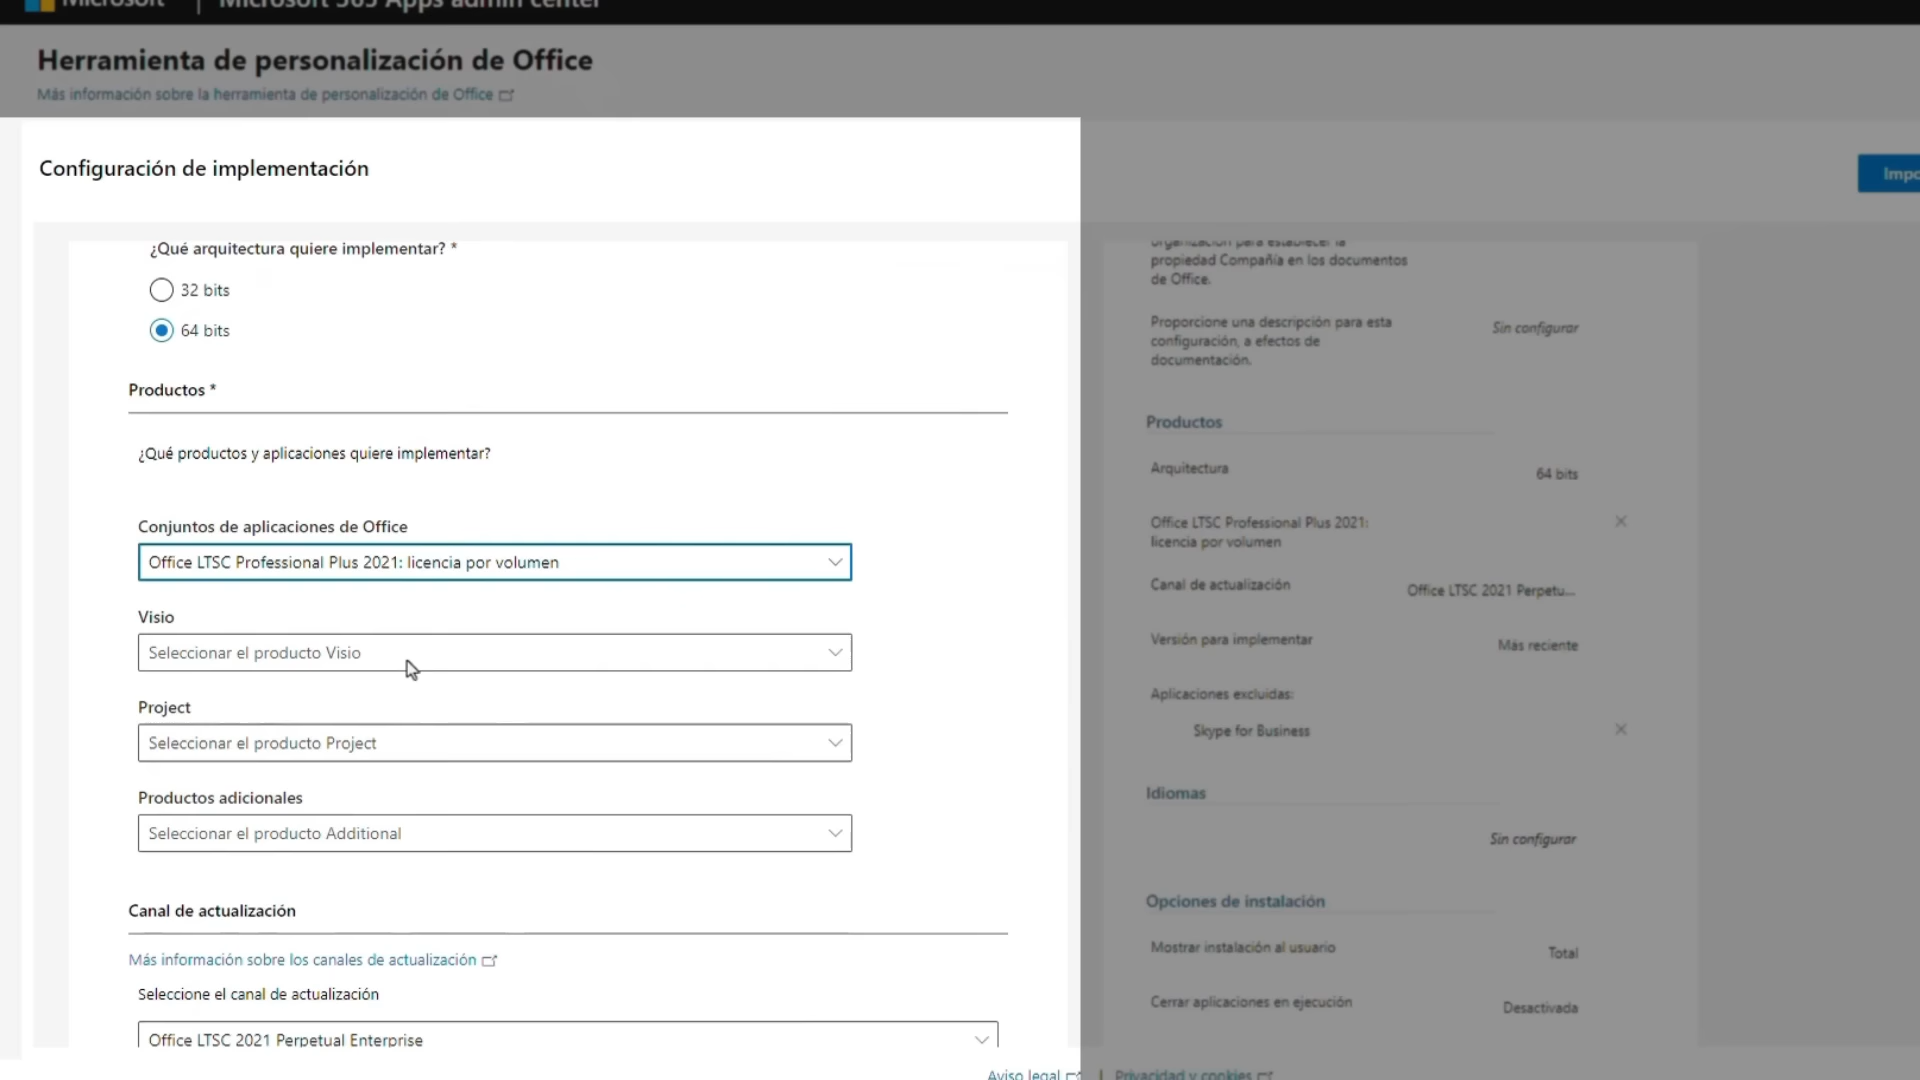 Microsoft | Microsoft 365 Apps admin center
Herramienta de personalización de Office
Más información sobre la herramienta de personalización de Office
Configuración de implementación
¿Qué arquitectura quiere implementar? *
32 bits
64 bits
Productos *
¿Qué productos y aplicaciones quiere implementar?
Conjuntos de aplicaciones de Office
Office LTSC Professional Plus 2021: licencia por volumen
Visio
Seleccionar el producto Visio
Project
Seleccionar el producto Project
Productos adicionales
Seleccionar el producto Additional
Canal de actualización
Más información sobre los canales de actualización
Seleccione el canal de actualización
Office LTSC 2021 Perpetual Enterprise
Impo
organización para establecer la
propiedad Compañía en los documentos
de Office.
Proporcione una descripción para esta
configuración, a efectos de
documentación.
Sin configurar
Productos
Arquitectura
64 bits
Office LTSC Professional Plus 2021:
licencia por volumen
Canal de actualización
Office LTSC 2021 Perpetu...
Versión para implementar
Más reciente
Aplicaciones excluidas:
Skype for Business
Idiomas
Sin configurar
Opciones de instalación
Mostrar instalación al usuario
Total
Cerrar aplicaciones en ejecución
Desactivada
Aviso legal | Privacidad y cookies